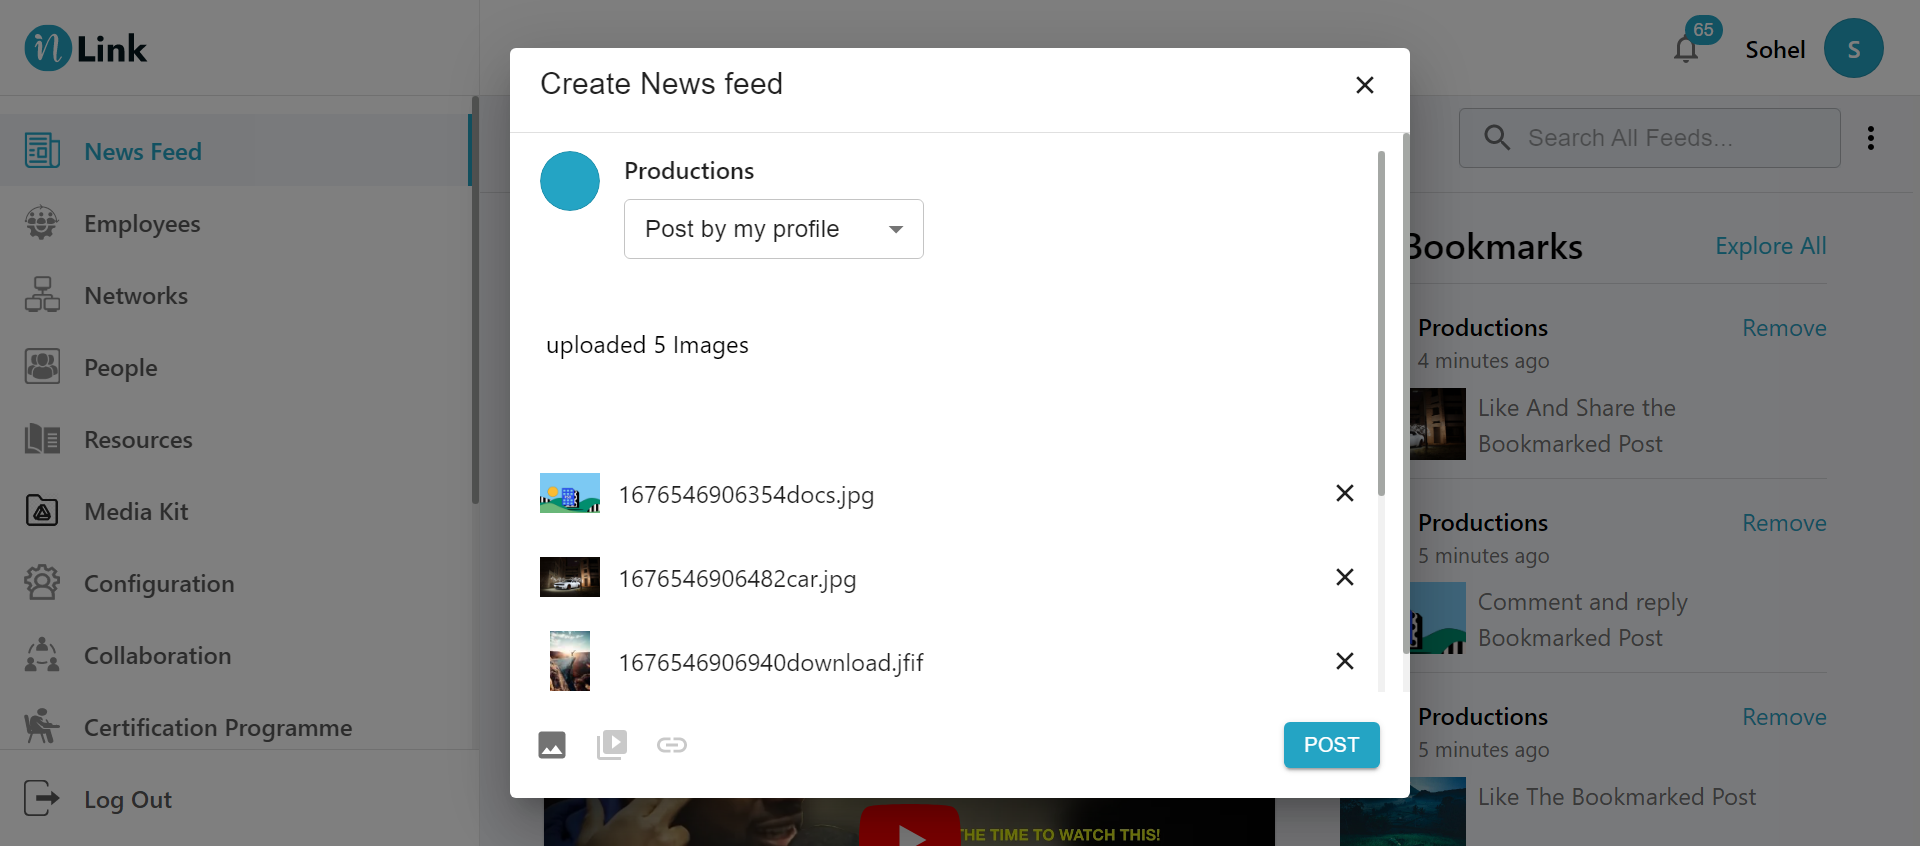 Link
65
Sohel
S
News Feed
Employees
Networks
People
Resources
Media Kit
Configuration
Collaboration
Certification Programme
Log Out
Create News feed
Productions
Post by my profile
uploaded 5 Images
1676546906354docs.jpg
1676546906482car.jpg
1676546906940download.jfif
POST
THE TIME TO WATCH THIS!
Search All Feeds...
Bookmarks
Explore All
Productions
Remove
4 minutes ago
Like And Share the
Bookmarked Post
Productions
Remove
5 minutes ago
Comment and reply
Bookmarked Post
Productions
Remove
5 minutes ago
Like The Bookmarked Post